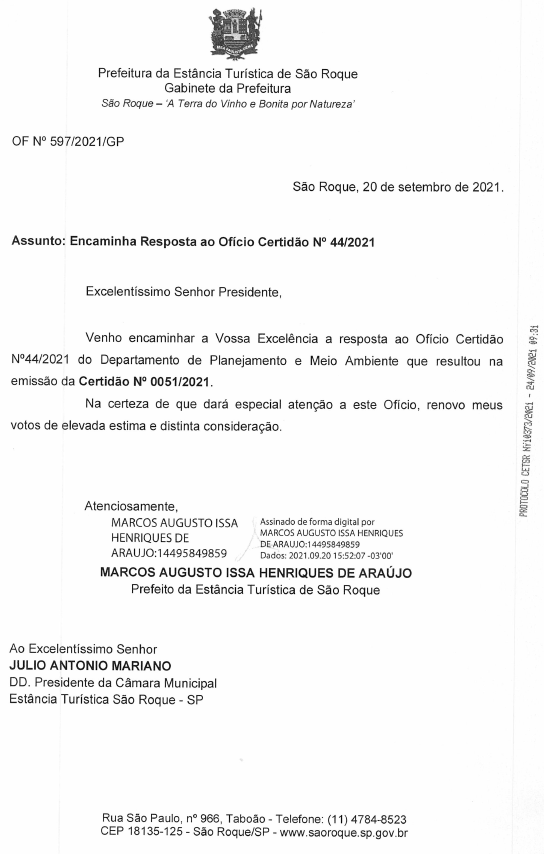 Prefeitura da Estância Turística de São Roque
Gabinete da Prefeitura
São Roque – 'A Terra do Vinho e Bonita por Natureza'
OF Nº 597/2021/GP
São Roque, 20 de setembro de 2021.
Assunto: Encaminha Resposta ao Ofício Certidão Nº 44/2021
Excelentíssimo Senhor Presidente,
Venho encaminhar a Vossa Excelência a resposta ao Ofício Certidão
Nº44/2021 do Departamento de Planejamento e Meio Ambiente que resultou na
emissão da Certidão Nº 0051/2021.
Na certeza de que dará especial atenção a este Ofício, renovo meus
votos de elevada estima e distinta consideração.
Atenciosamente,
MARCOS AUGUSTO ISSA
HENRIQUES DE
ARAUJO:14495849859
Assinado de forma digital por
MARCOS AUGUSTO ISSA HENRIQUES
DE ARAUJO:14495849859
Dados: 2021.09.20 15:52:07 -03'00'
MARCOS AUGUSTO ISSA HENRIQUES DE ARAÚJO
Prefeito da Estância Turística de São Roque
Ao Excelentíssimo Senhor
JULIO ANTONIO MARIANO
DD. Presidente da Câmara Municipal
Estância Turística São Roque - SP
Rua São Paulo, nº 966, Taboão - Telefone: (11) 4784-8523
CEP 18135-125 - São Roque/SP - www.saoroque.sp.gov.br
PROTOCOLO CETSR 10373/2021 - 24/09/2021 09:31